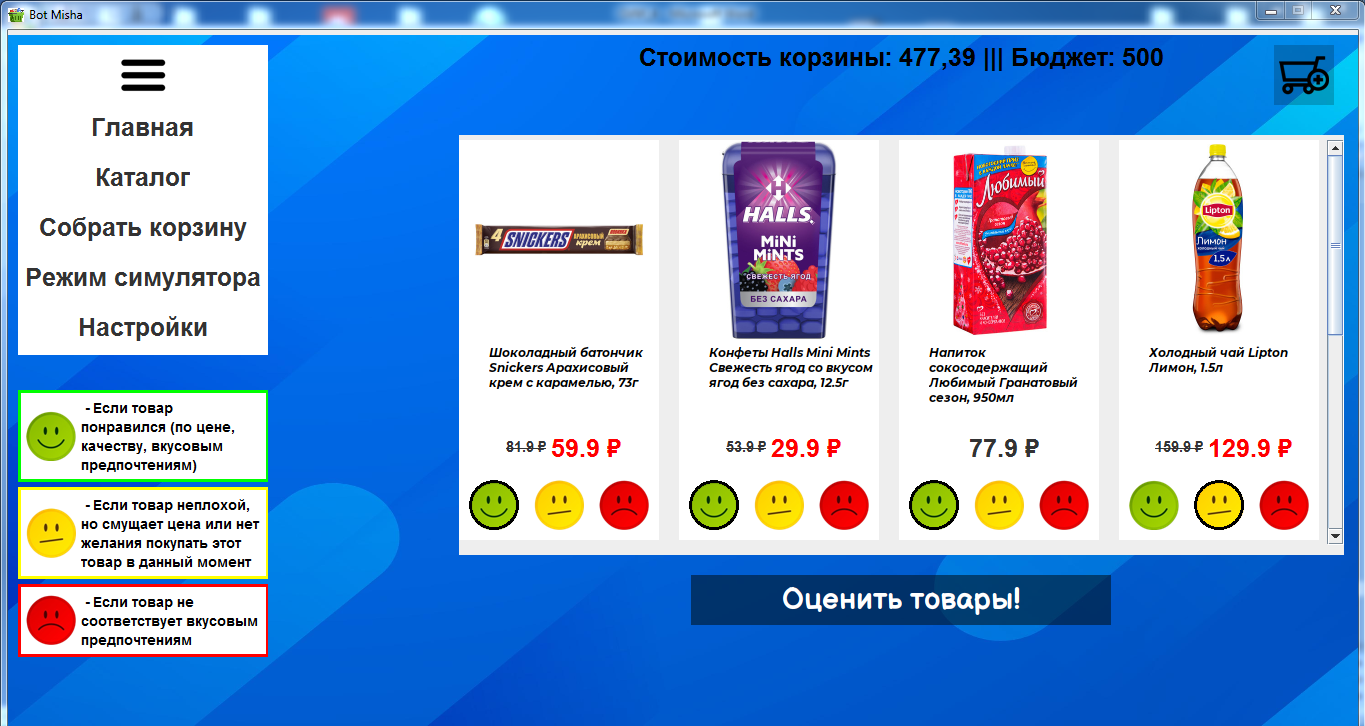 Bot Misha
Стоимость корзины: 477,39 ||| Бюджет: 500
Главная
Каталог
Собрать корзину
Режим симулятора
Настройки
- Если товар
понравился (по цене,
качеству, вкусовым
предпочтениям)
- Если товар неплохой,
но смущает цена или нет
желания покупать этот
товар в данный момент
- Если товар не
соответствует вкусовым
предпочтениям
4 SNICKERS АРАХИСОВЫЙ
крем
HALLS
MiNi
MiNTS
СВЕЖЕСТЬ ЯГОД
БЕЗ САХАРА
Любимый
Lipton
Лимон
холодный чай
1,5 л
Шоколадный батончик
Snickers Арахисовый
крем с карамелью, 73г
81.9 ₽ 59.9 ₽
Конфеты Halls Mini Mints
Свежесть ягод со вкусом
ягод без сахара, 12.5г
53.9 ₽ 29.9 ₽
Напиток
сокосодержащий
Любимый Гранатовый
сезон, 950мл
77.9 ₽
Холодный чай Lipton
Лимон, 1.5л
159.9 ₽ 129.9 ₽
Оценить товары!